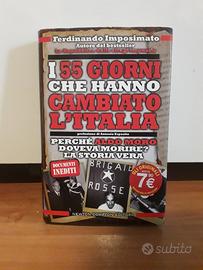 Ferdinando Imposimato
Autore del bestseller
I 55 GIORNI
CHE HANNO
CAMBIATO
L'ITALIA
prefazione di Antonio Esposito
PERCHÉ ALDO MORO
DOVEVA MORIRE?
LA STORIA VERA
DOCUMENTI
INEDITI
BRIGATE
ROSSE
1€
NEWTON COMPTON EDITORI
subito